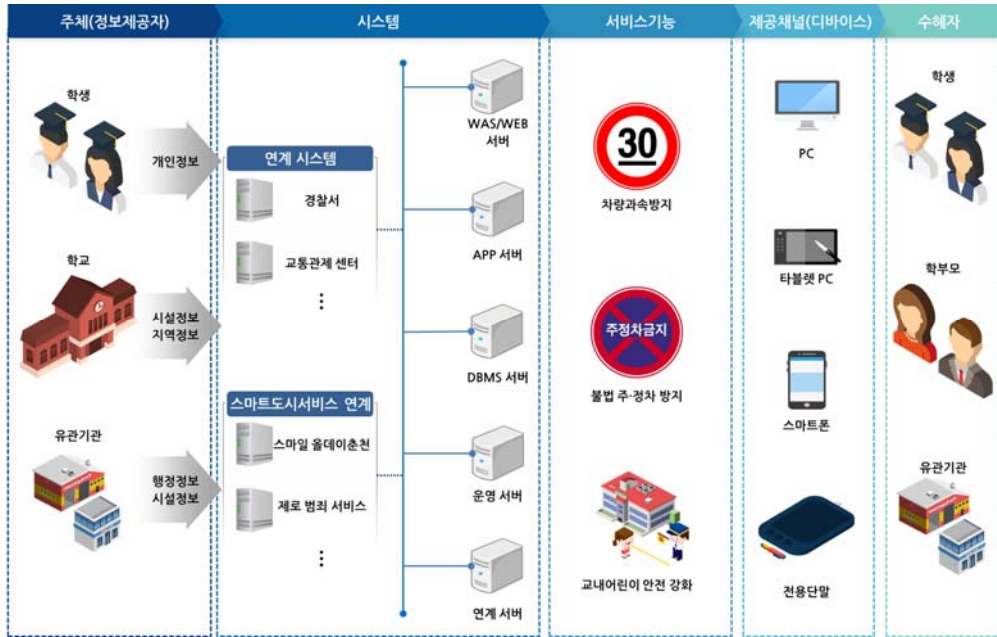 주체(정보제공자)
시스템
서비스기능
제공채널(디바이스)
수혜자
학생
개인정보
학교
시설정보
지역정보
유관기관
행정정보
시설정보
연계 시스템
경찰서
교통관제 센터
스마트도시서비스 연계
스마일 올데이춘천
제로 범죄 서비스
WAS/WEB
서버
APP 서버
DBMS 서버
운영 서버
연계 서버
30
차량과속방지
주정차금지
불법 주·정차 방지
교내어린이 안전 강화
PC
타블렛 PC
스마트폰
전용단말
학생
학부모
유관기관